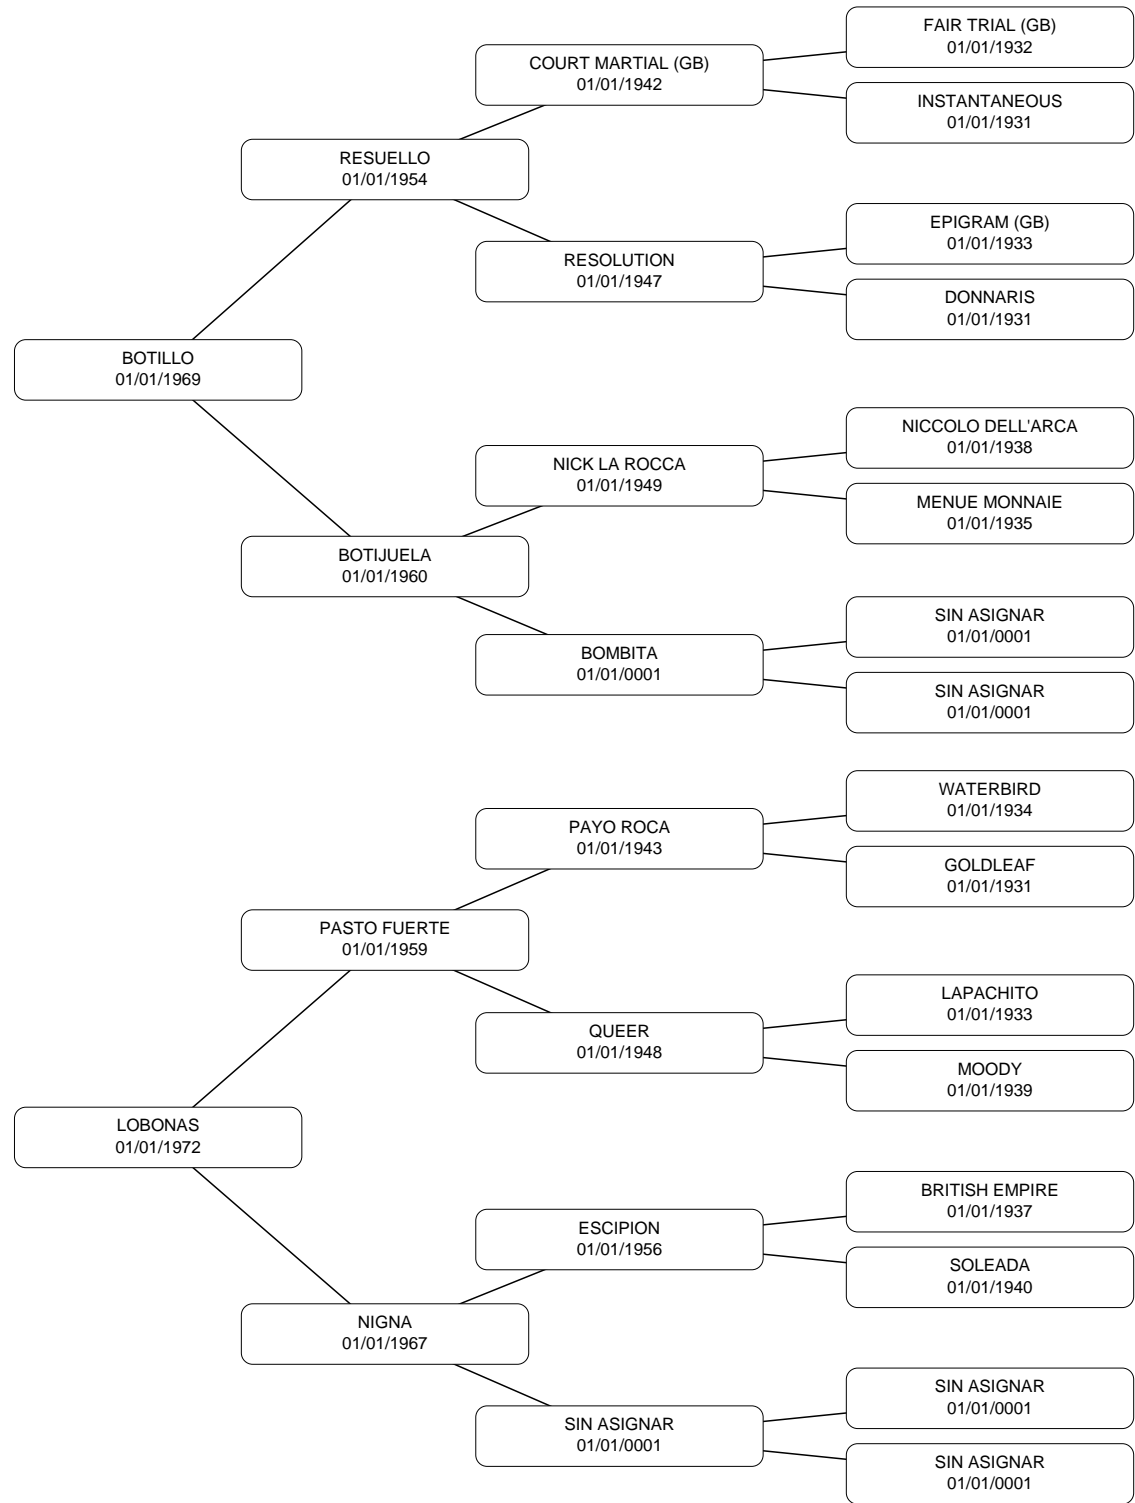 FAIR TRIAL (GB)
01/01/1932
COURT MARTIAL (GB)
01/01/1942
INSTANTANEOUS
01/01/1931
RESUELLO
01/01/1954
EPIGRAM (GB)
01/01/1933
RESOLUTION
01/01/1947
DONNARIS
01/01/1931
BOTILLO
01/01/1969
NICCOLO DELL'ARCA
01/01/1938
NICK LA ROCCA
01/01/1949
MENUE MONNAIE
01/01/1935
BOTIJUELA
01/01/1960
SIN ASIGNAR
01/01/0001
BOMBITA
01/01/0001
SIN ASIGNAR
01/01/0001
WATERBIRD
01/01/1934
PAYO ROCA
01/01/1943
GOLDLEAF
01/01/1931
PASTO FUERTE
01/01/1959
LAPACHITO
01/01/1933
QUEER
01/01/1948
MOODY
01/01/1939
LOBONAS
01/01/1972
BRITISH EMPIRE
01/01/1937
ESCIPION
01/01/1956
SOLEADA
01/01/1940
NIGNA
01/01/1967
SIN ASIGNAR
01/01/0001
SIN ASIGNAR
01/01/0001
SIN ASIGNAR
01/01/0001